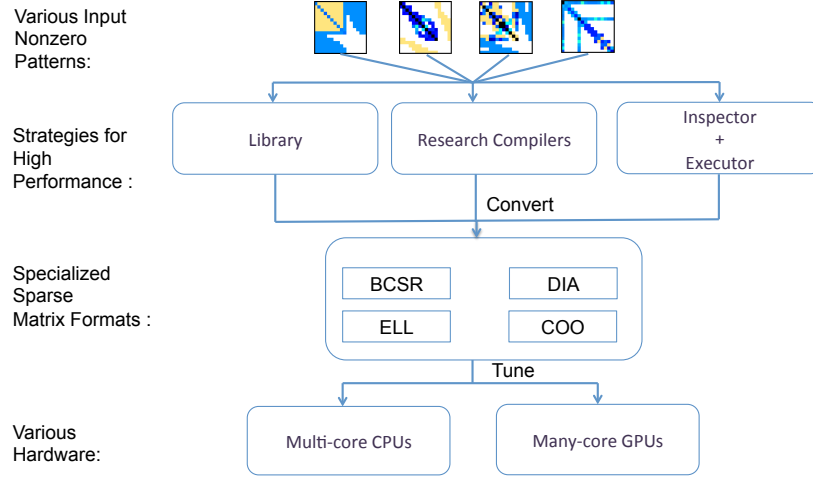 Various Input
Nonzero
Patterns:
Strategies for
High
Performance :
Library
Research Compilers
Inspector
+
Executor
Convert
Specialized
Sparse
Matrix Formats :
BCSR
DIA
ELL
COO
Tune
Various
Hardware:
Multi-core CPUs
Many-core GPUs